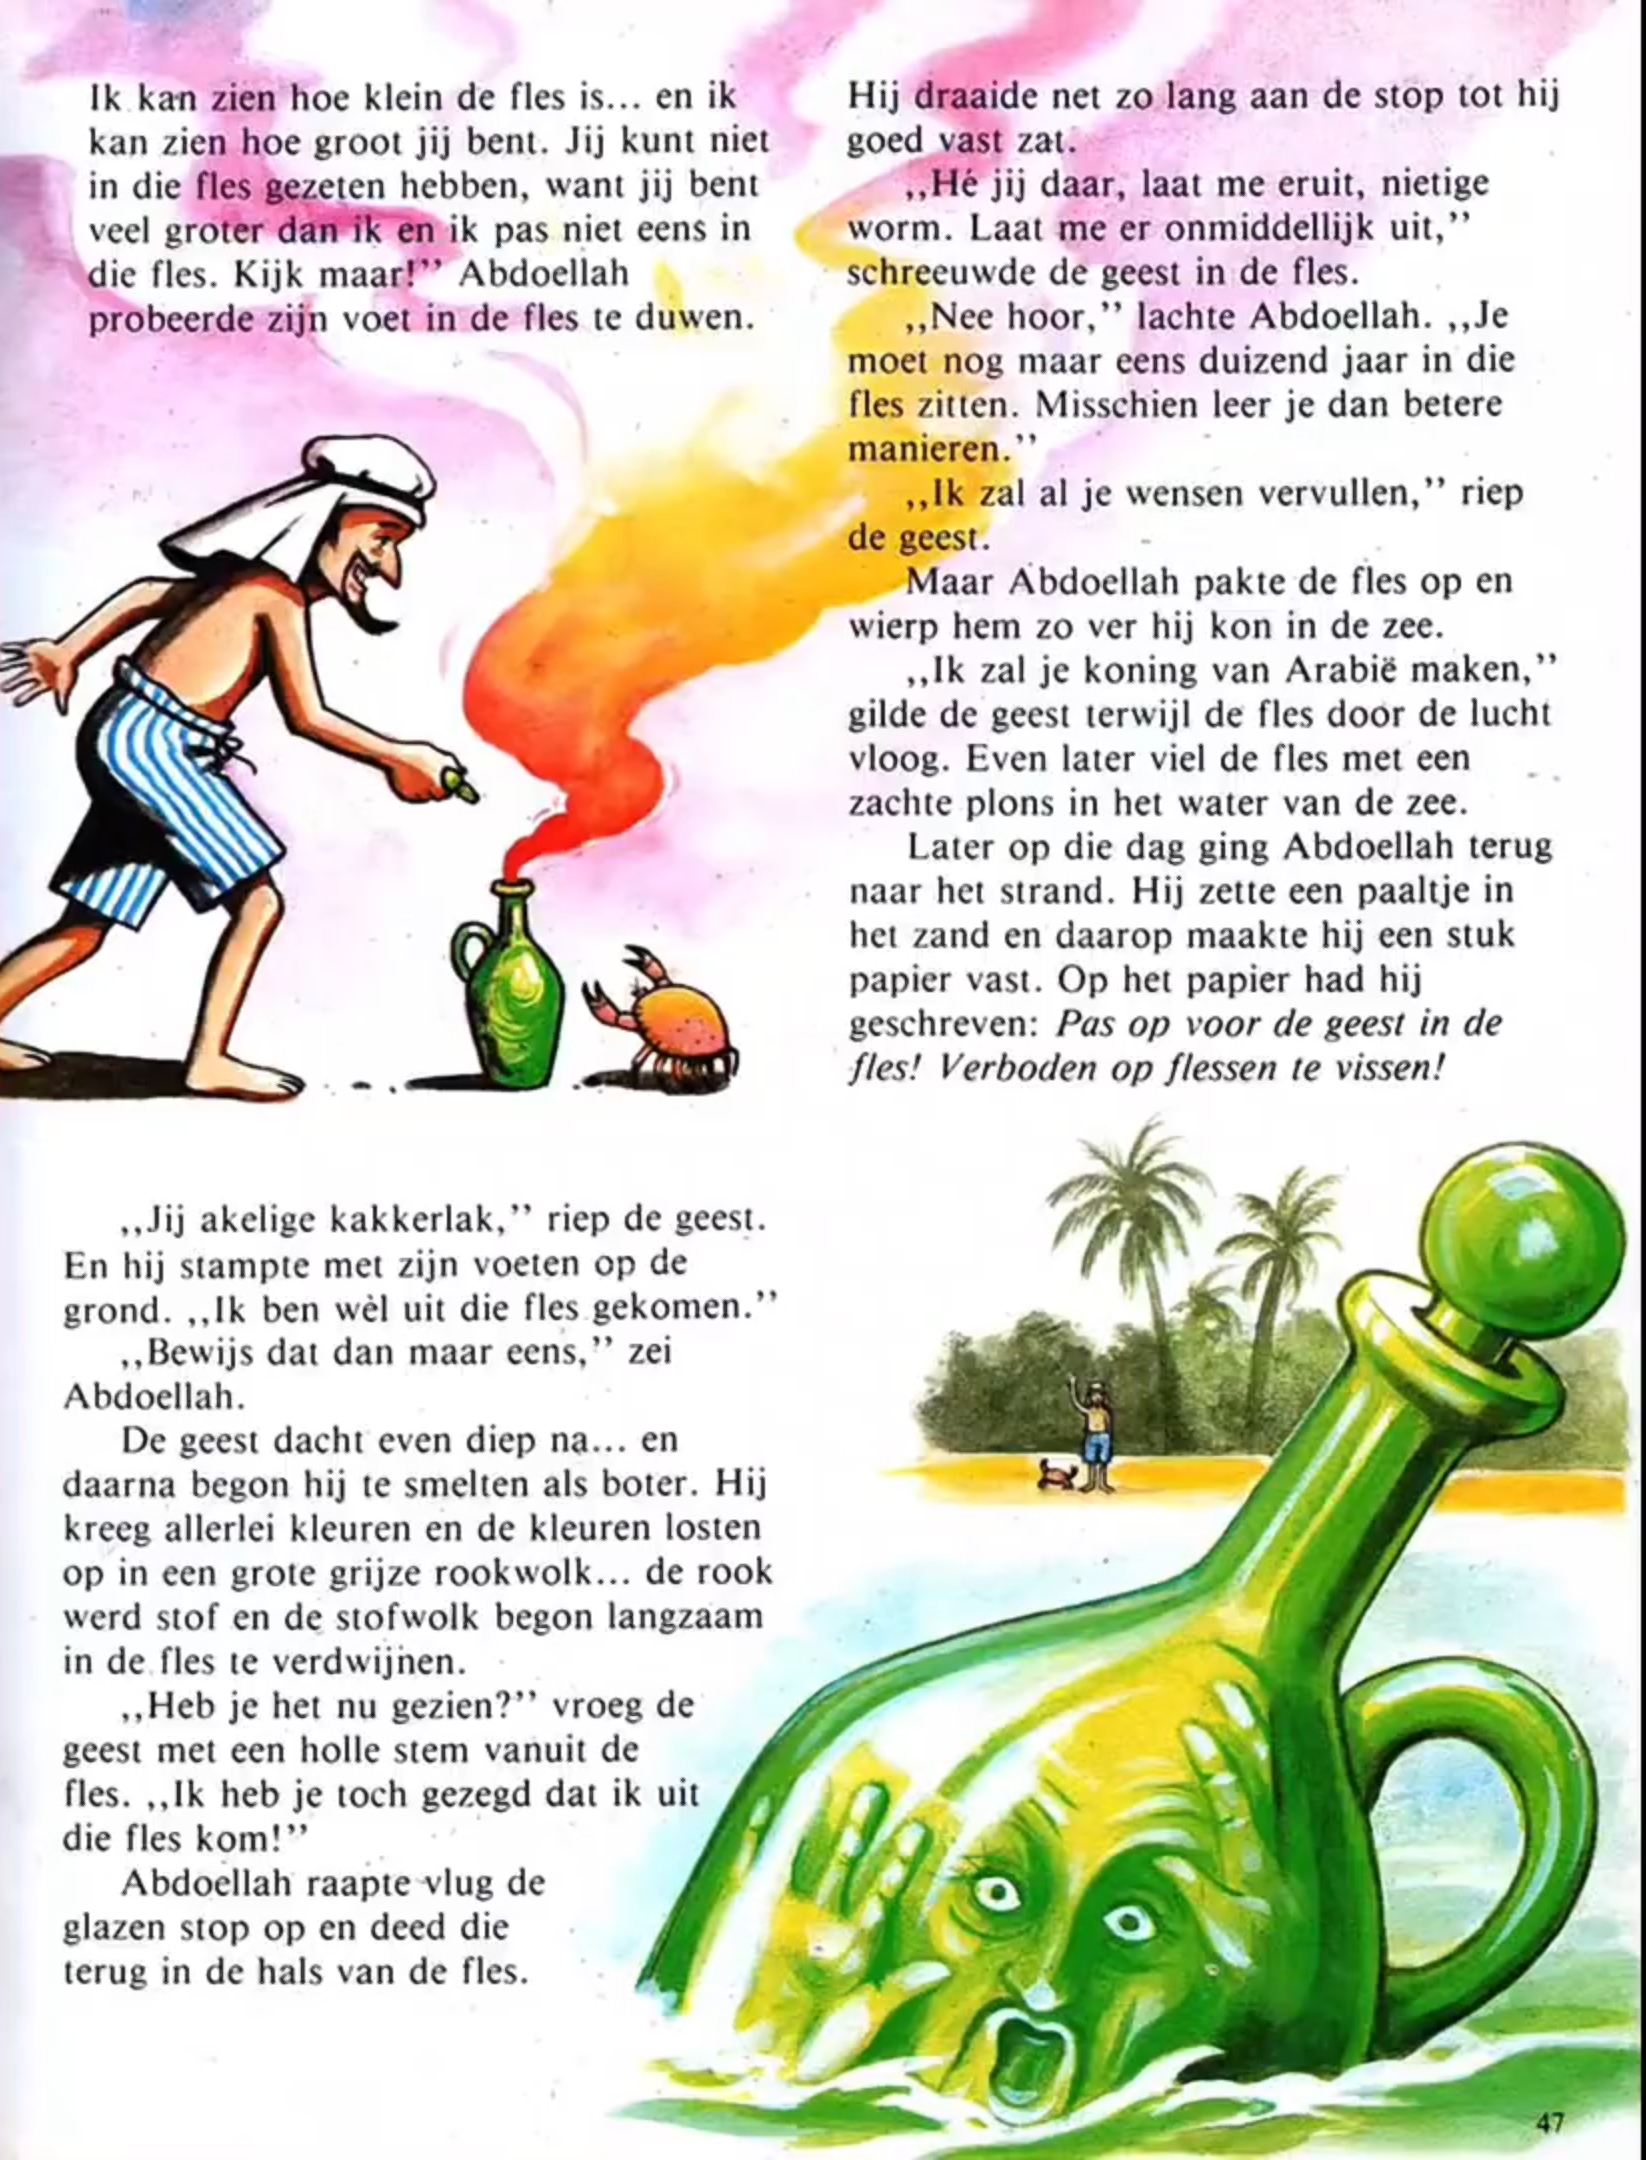 Ik kan zien hoe klein de fles is... en ik
kan zien hoe groot jij bent. Jij kunt niet
in die fles gezeten hebben, want jij bent
veel groter dan ik en ik pas niet eens in
die fles. Kijk maar!’’ Abdoellah
probeerde zijn voet in de fles te duwen.
,,Jij akelige kakkerlak,’’ riep de geest.
En hij stampte met zijn voeten op de
grond. ,,Ik ben wèl uit die fles gekomen.’’
,,Bewijs dat dan maar eens,’’ zei
Abdoellah.
De geest dacht even diep na... en
daarna begon hij te smelten als boter. Hij
kreeg allerlei kleuren en de kleuren losten
op in een grote grijze rookwolk... de rook
werd stof en de stofwolk begon langzaam
in de fles te verdwijnen.
,,Heb je het nu gezien?’’ vroeg de
geest met een holle stem vanuit de
fles. ,,Ik heb je toch gezegd dat ik uit
die fles kom!’’
Abdoellah raapte vlug de
glazen stop op en deed die
terug in de hals van de fles.
Hij draaide net zo lang aan de stop tot hij
goed vast zat.
,,Hé jij daar, laat me eruit, nietige
worm. Laat me er onmiddellijk uit,’’
schreeuwde de geest in de fles.
,,Nee hoor,’’ lachte Abdoellah. ,,Je
moet nog maar eens duizend jaar in die
fles zitten. Misschien leer je dan betere
manieren.’’
,,Ik zal al je wensen vervullen,’’ riep
de geest.
Maar Abdoellah pakte de fles op en
wierp hem zo ver hij kon in de zee.
,,Ik zal je koning van Arabië maken,’’
gilde de geest terwijl de fles door de lucht
vloog. Even later viel de fles met een
zachte plons in het water van de zee.
Later op die dag ging Abdoellah terug
naar het strand. Hij zette een paaltje in
het zand en daarop maakte hij een stuk
papier vast. Op het papier had hij
geschreven: Pas op voor de geest in de
fles! Verboden op flessen te vissen!
47